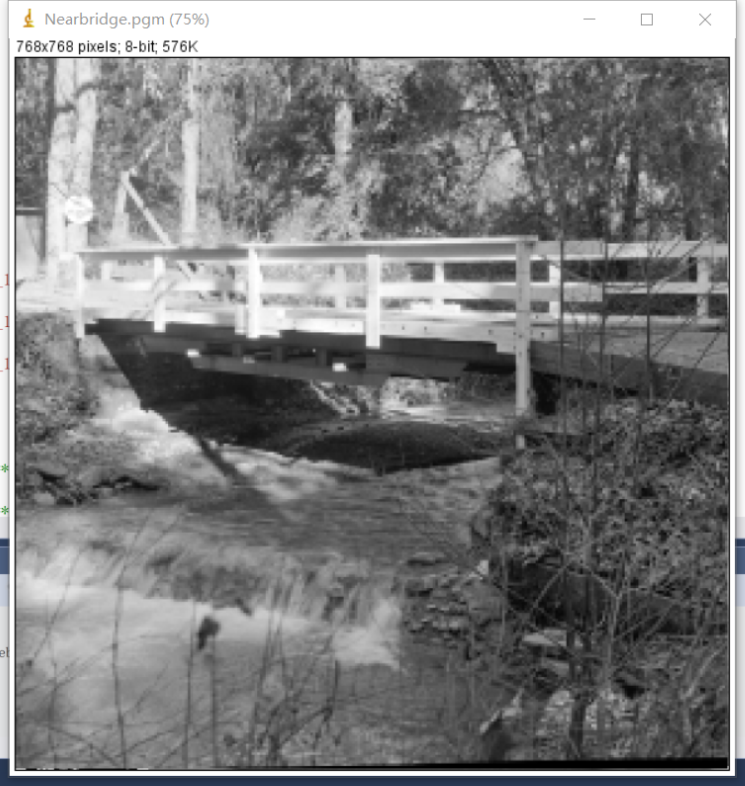 Nearbridge.pgm (75%)
768x768 pixels; 8-bit; 576K